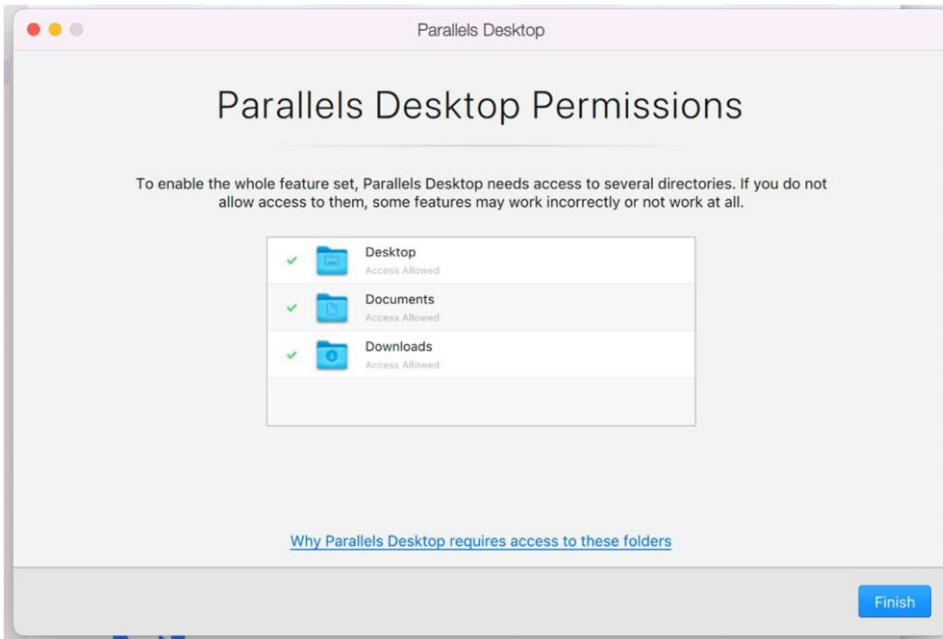 Parallels Desktop
Parallels Desktop Permissions
To enable the whole feature set, Parallels Desktop needs access to several directories. If you do not
allow access to them, some features may work incorrectly or not work at all.
Desktop
Access Allowed
Documents
Access Allowed
Downloads
Access Allowed
Why Parallels Desktop requires access to these folders
Finish